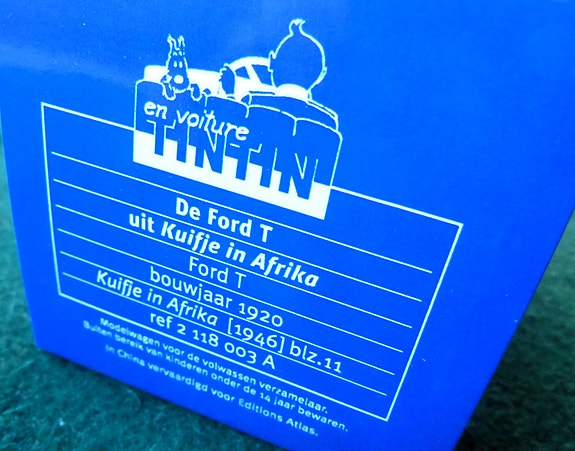 en voiture
TINTIN
De Ford T
uit Kuifje in Afrika
Ford T
bouwjaar 1920
Kuifje in Afrika [1946] blz.11
ref 2 118 003 A
Modelwagen voor de volwassen verzamelaar.
Buiten bereik van kinderen onder de 14 jaar bewaren.
In China vervaardigd voor Editions Atlas.